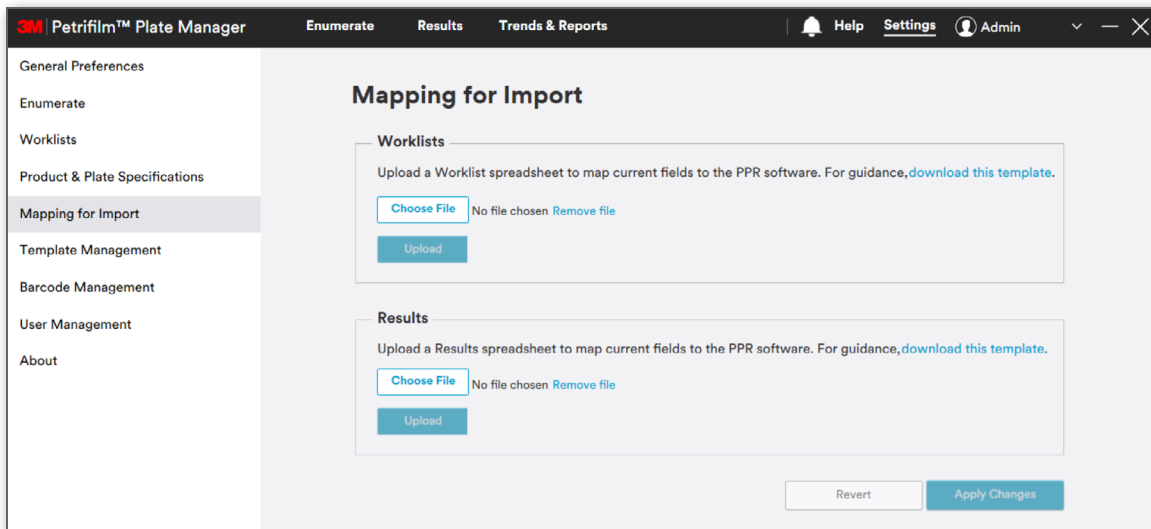 3M Petrifilm™ Plate Manager Enumerate Results Trends & Reports Help Settings Admin
General Preferences
Enumerate
Worklists
Product & Plate Specifications
Mapping for Import
Template Management
Barcode Management
User Management
About
Mapping for Import
Worklists
Upload a Worklist spreadsheet to map current fields to the PPR software. For guidance,download this template.
Choose File No file chosen Remove file
Upload
Results
Upload a Results spreadsheet to map current fields to the PPR software. For guidance,download this template.
Choose File No file chosen Remove file
Upload
Revert Apply Changes